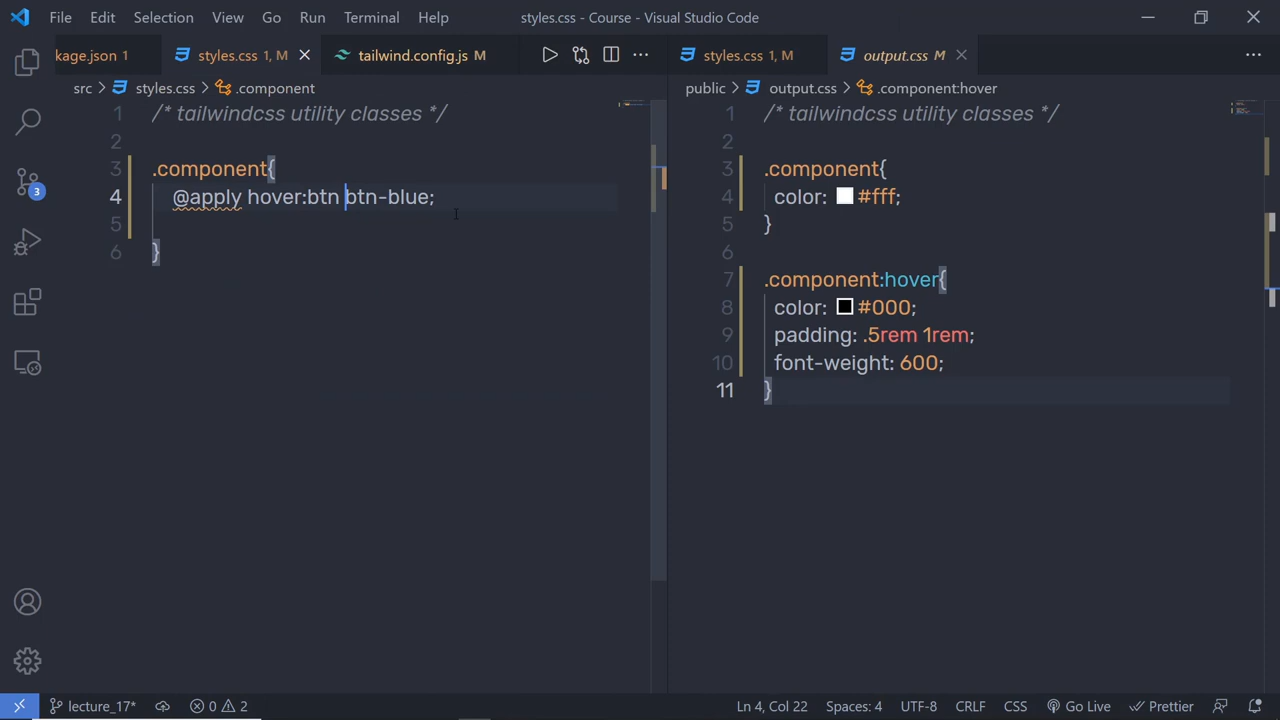 File Edit Selection View Go Run Terminal Help styles.css - Course - Visual Studio Code
kage.json 1 styles.css 1, M tailwind.config.js M
src > styles.css > .component
1 /* tailwindcss utility classes */
2
3 .component{
4 @apply hover:btn btn-blue;
5
6 }
styles.css 1, M output.css M
public > output.css > .component:hover
1 /* tailwindcss utility classes */
2
3 .component{
4 color: #fff;
5 }
6
7 .component:hover{
8 color: #000;
9 padding: .5rem 1rem;
10 font-weight: 600;
11 }
3
lecture_17* 0 2 Ln 4, Col 22 Spaces: 4 UTF-8 CRLF CSS Go Live Prettier